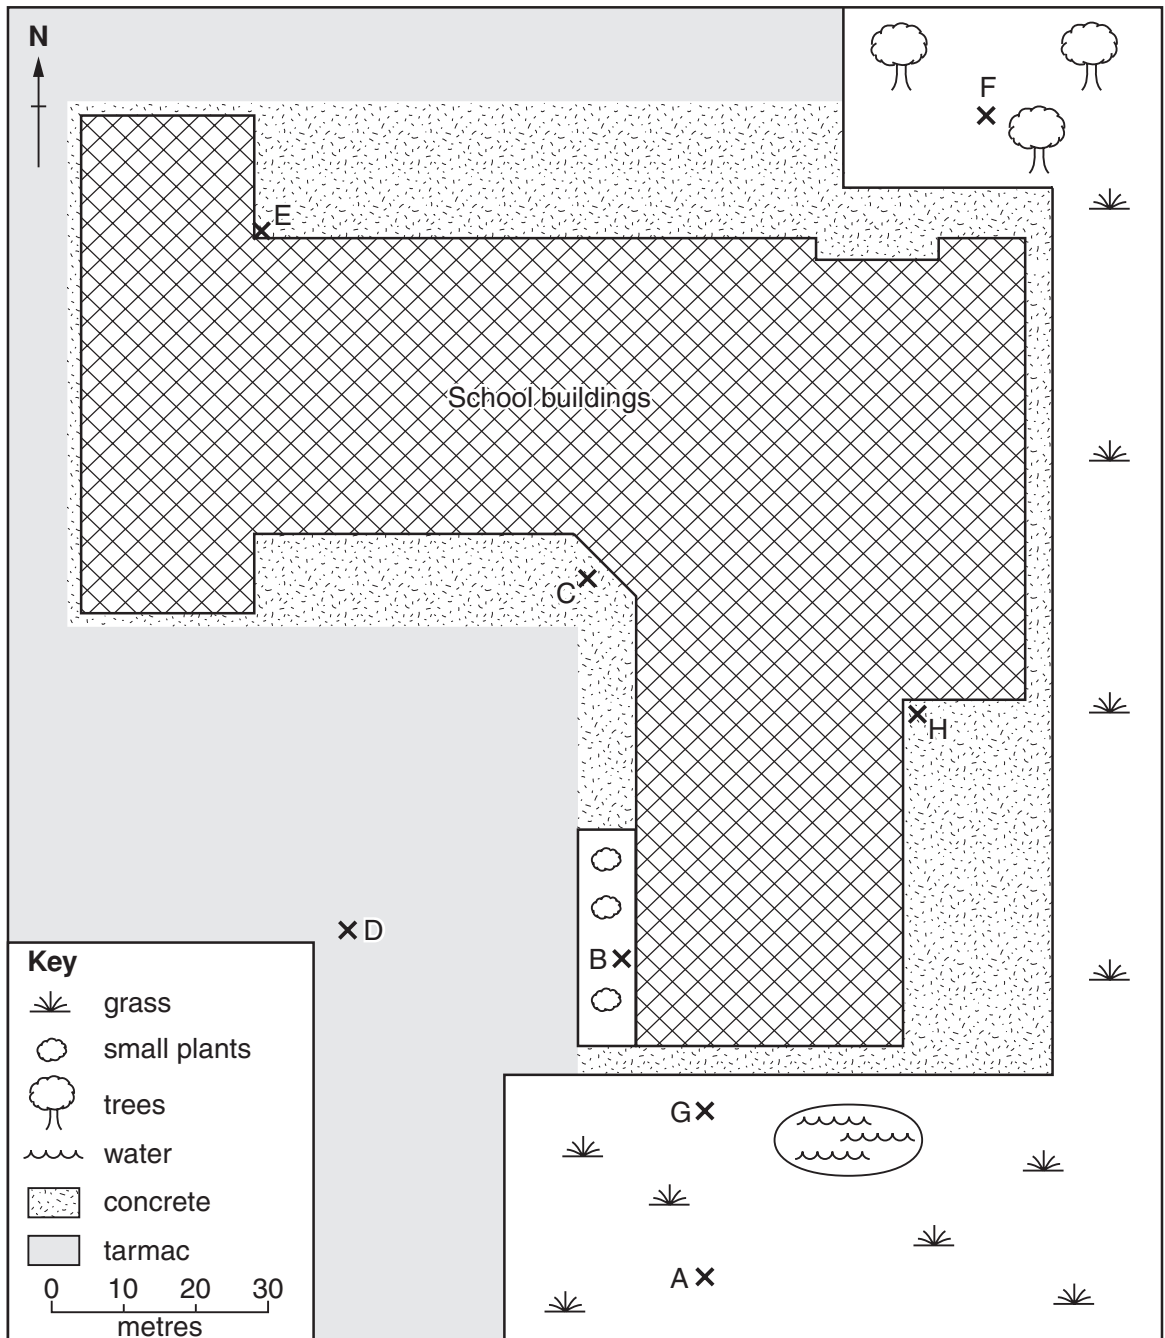 N
F
E
School buildings
C
H
D
B
Key
grass
small plants
trees
G
water
concrete
tarmac
A
0 10 20 30
metres